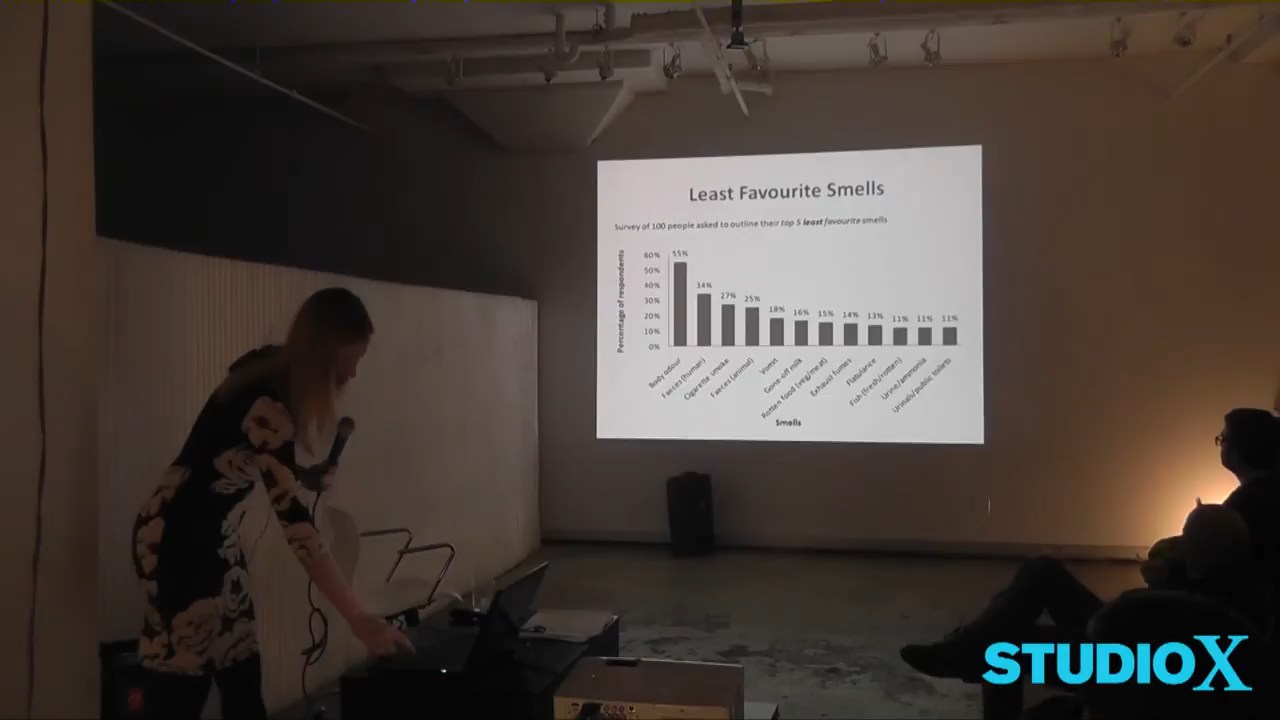 Least Favourite Smells
Survey of 100 people asked to outline their top 5 least favourite smells
Percentage of respondents
60%
50%
40%
30%
20%
10%
0%
55%
34%
27%
25%
18%
16%
15%
14%
13%
11%
11%
11%
Body odour
Faeces (human)
Cigarette smoke
Faeces (animal)
Vomit
Gone-off milk
Rotten food (veg/meat)
Exhaust fumes
Flatulance
Fish (fresh/rotten)
Urine/ammonia
Urinals/public toilets
Smells
STUDIOX